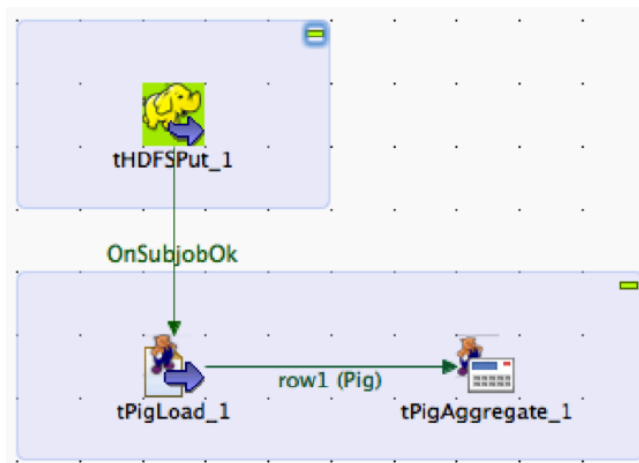 tHDFSPut_1
OnSubjobOk
row1 (Pig)
tPigLoad_1
tPigAggregate_1